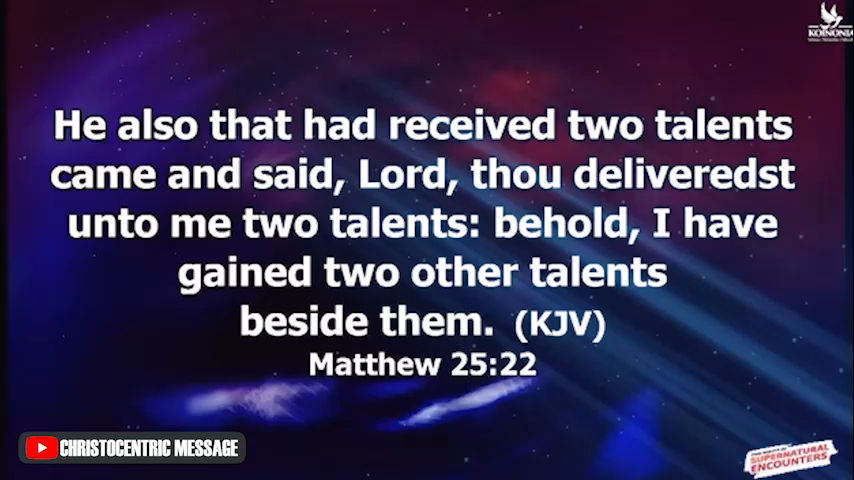 KOINONIA
He also that had received two talents
came and said, Lord, thou deliveredst
unto me two talents: behold, I have
gained two other talents
beside them. (KJV)
Matthew 25:22
CHRISTOCENTRIC MESSAGE
SUPERNATURAL
ENCOUNTERS